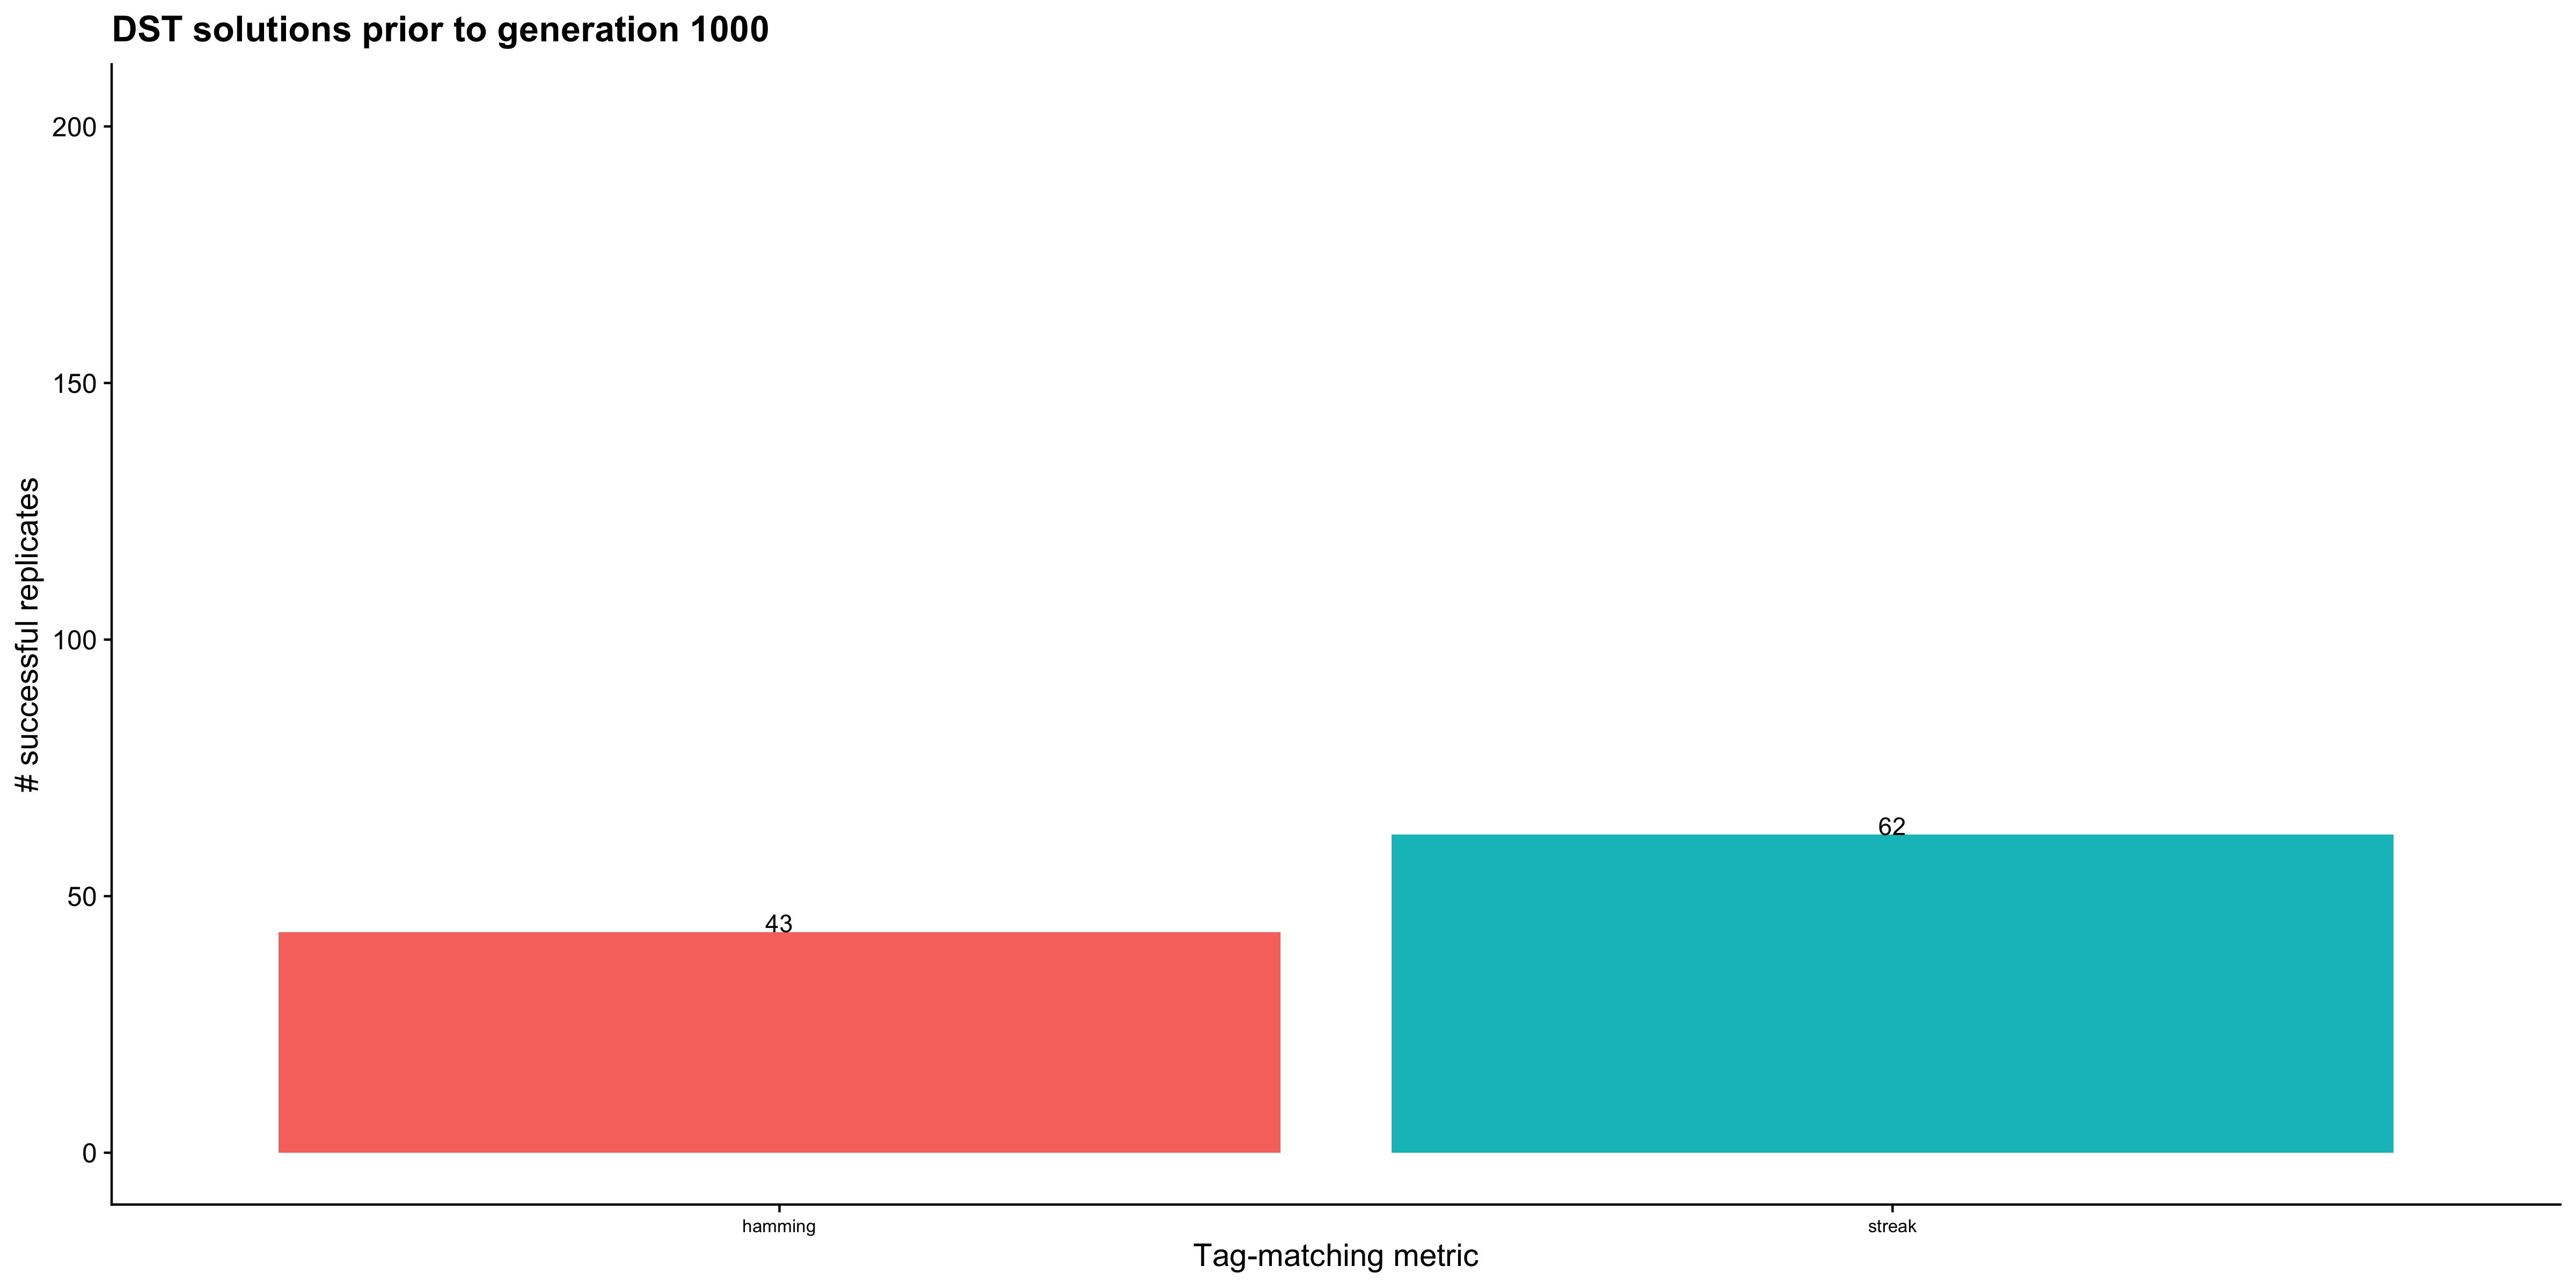 DST solutions prior to generation 1000
# successful replicates
200
150
100
50
0
43
62
hamming
streak
Tag-matching metric